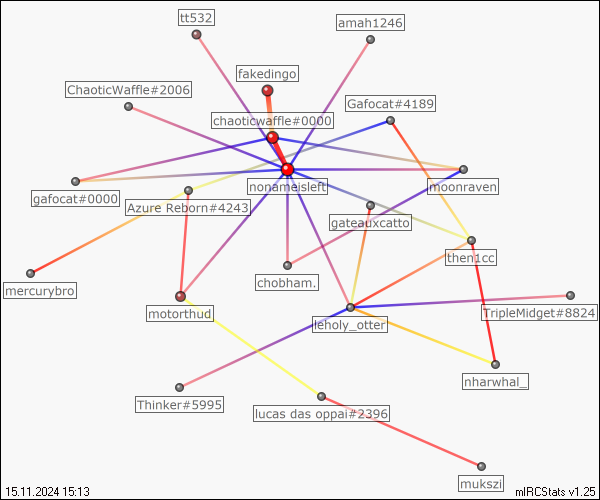 tt532
amah1246
fakedingo
ChaoticWaffle#2006
Gafocat#4189
chaoticwaffle#0000
nonameisleft
moonraven
gafocat#0000
Azure Reborn#4243
gateauxcatto
then1cc
mercurybro
chobham.
motorthud
leholy_otter
TripleMidget#8824
nharwhal_
Thinker#5995
lucas das oppai#2396
mukszi
15.11.2024 15:13
mIRCStats v1.25